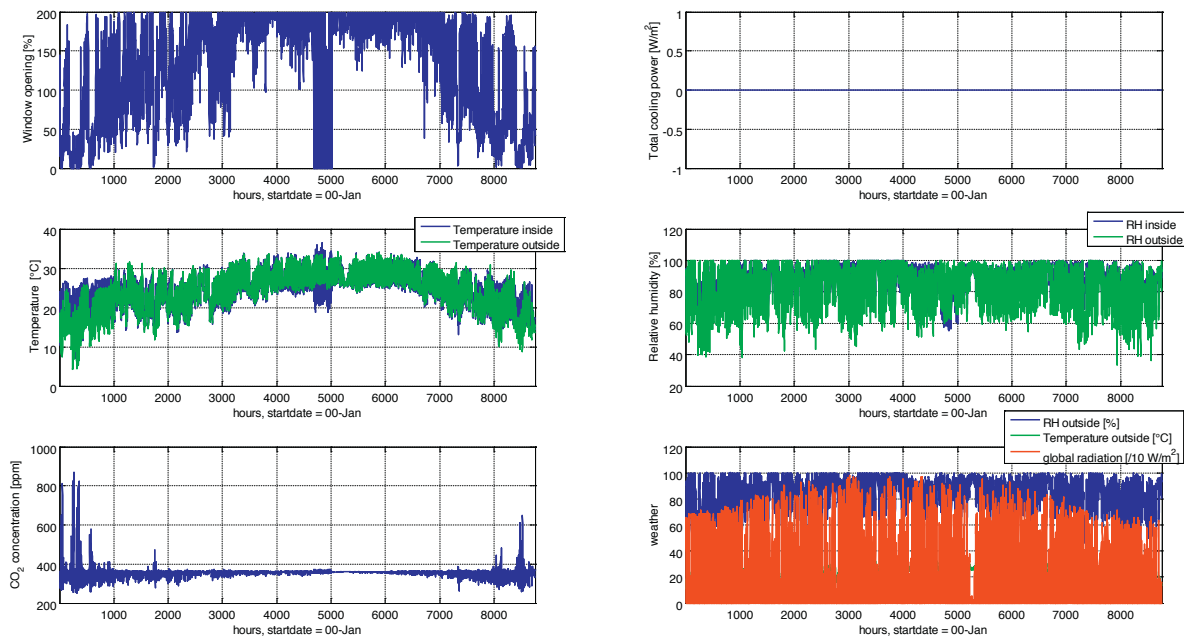 Window opening [%]
200
150
100
50
0
1000 2000 3000 4000 5000 6000 7000 8000
hours, startdate = 00-Jan
Total cooling power [W/m²]
1
0.5
0
-0.5
-1
1000 2000 3000 4000 5000 6000 7000 8000
hours, startdate = 00-Jan
Temperature inside
Temperature outside
Temperature [°C]
40
30
20
10
0
1000 2000 3000 4000 5000 6000 7000 8000
hours, startdate = 00-Jan
RH inside
RH outside
Relative humidity [%]
120
100
80
60
40
20
1000 2000 3000 4000 5000 6000 7000 8000
hours, startdate = 00-Jan
CO₂ concentration [ppm]
1000
800
600
400
200
1000 2000 3000 4000 5000 6000 7000 8000
hours, startdate = 00-Jan
RH outside [%]
Temperature outside [°C]
global radiation [/10 W/m²]
weather
120
100
80
60
40
20
0
1000 2000 3000 4000 5000 6000 7000 8000
hours, startdate = 00-Jan